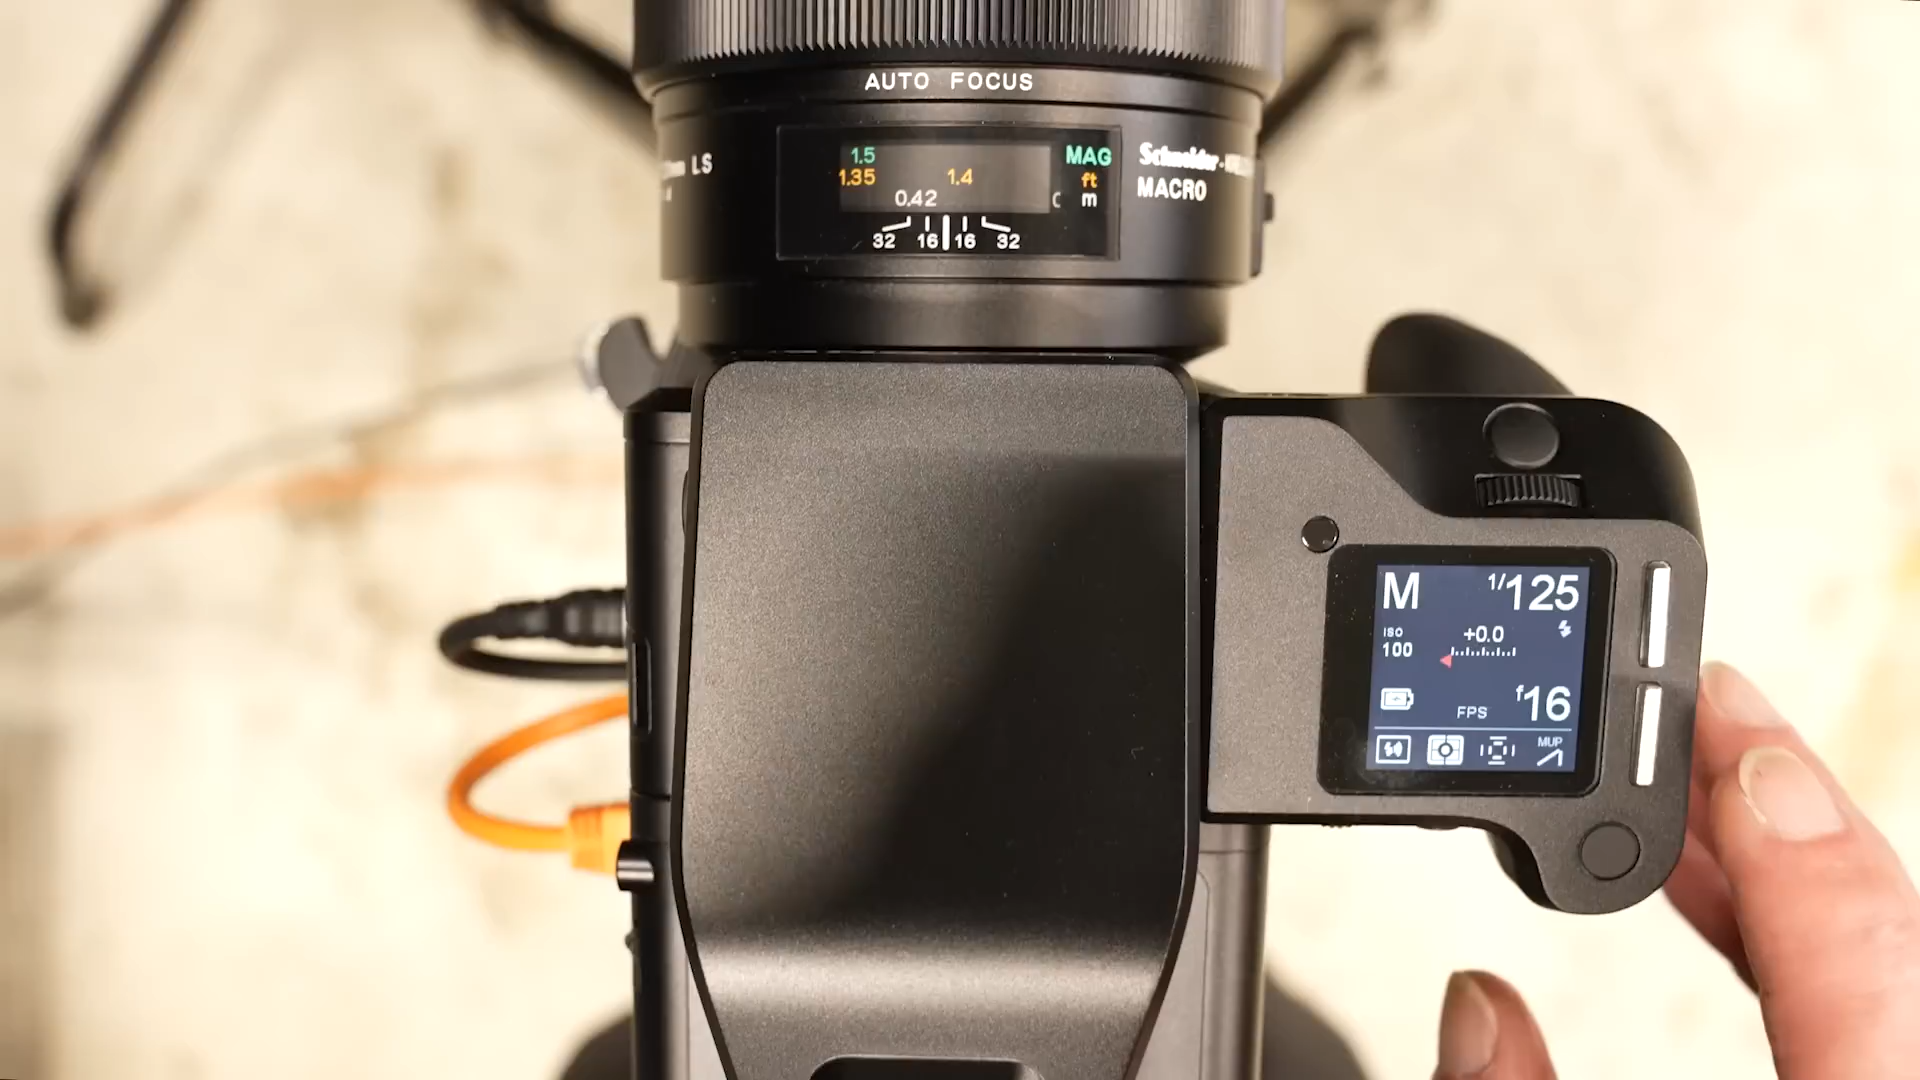 AUTO FOCUS
LS
1.5 MAG
1.35 1.4 ft
0.42 m
32 16 16 32
Schneider-
MACRO
M 1/125
ISO +0.0
100
f16
FPS
MUP